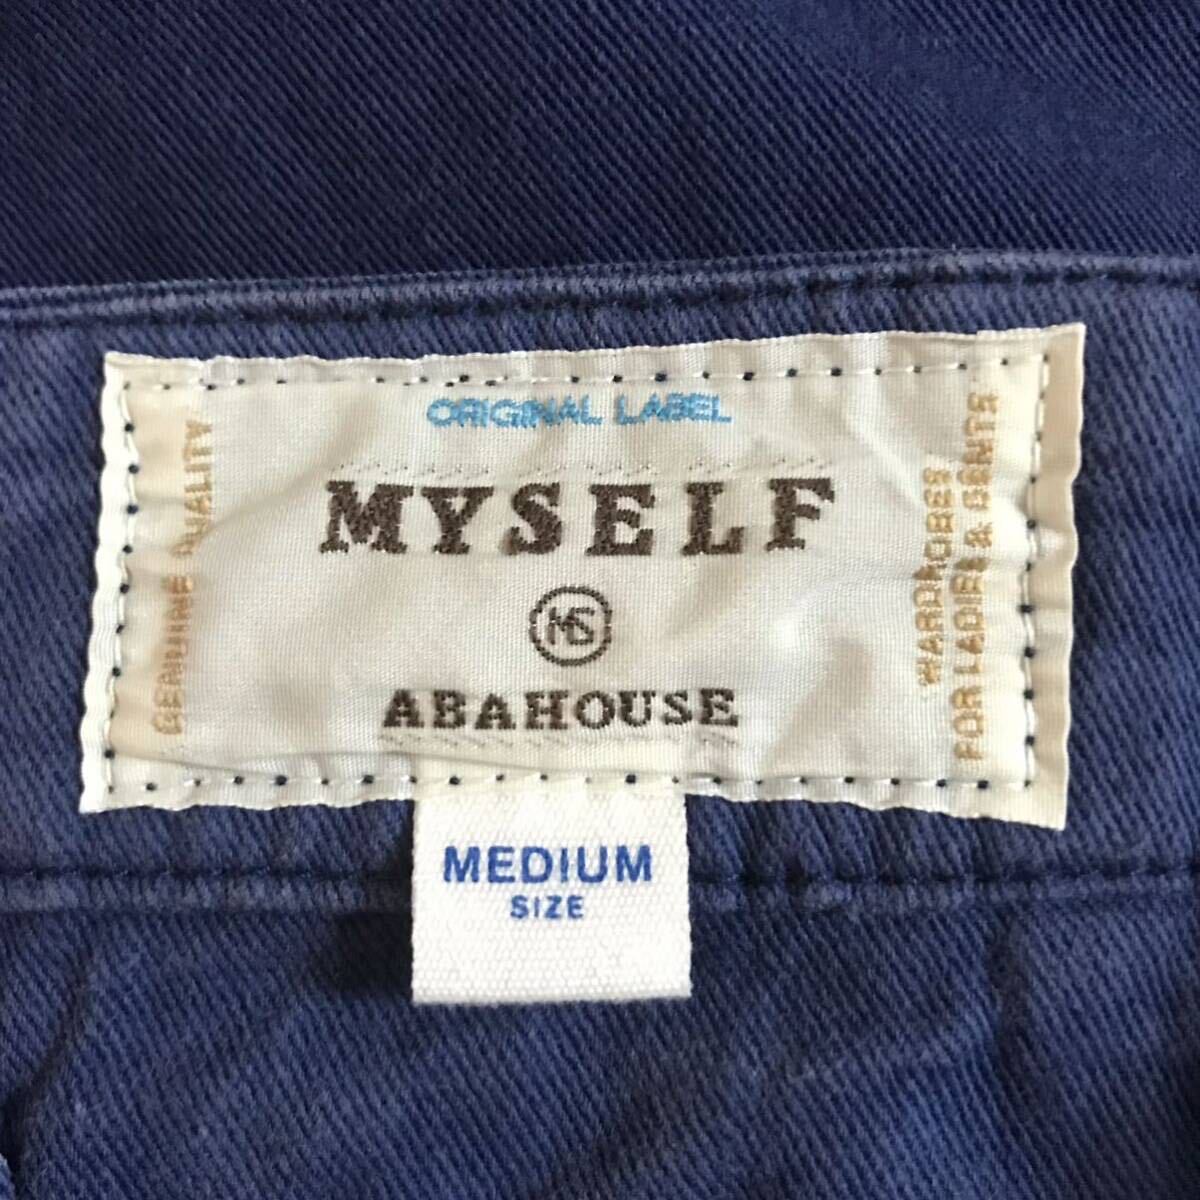 ORIGINAL LABEL
MYSELF
MS
ABAHOUSE
GENUINE QUALITY
WARDROBES
FOR LADIES & GENTS
MEDIUM
SIZE